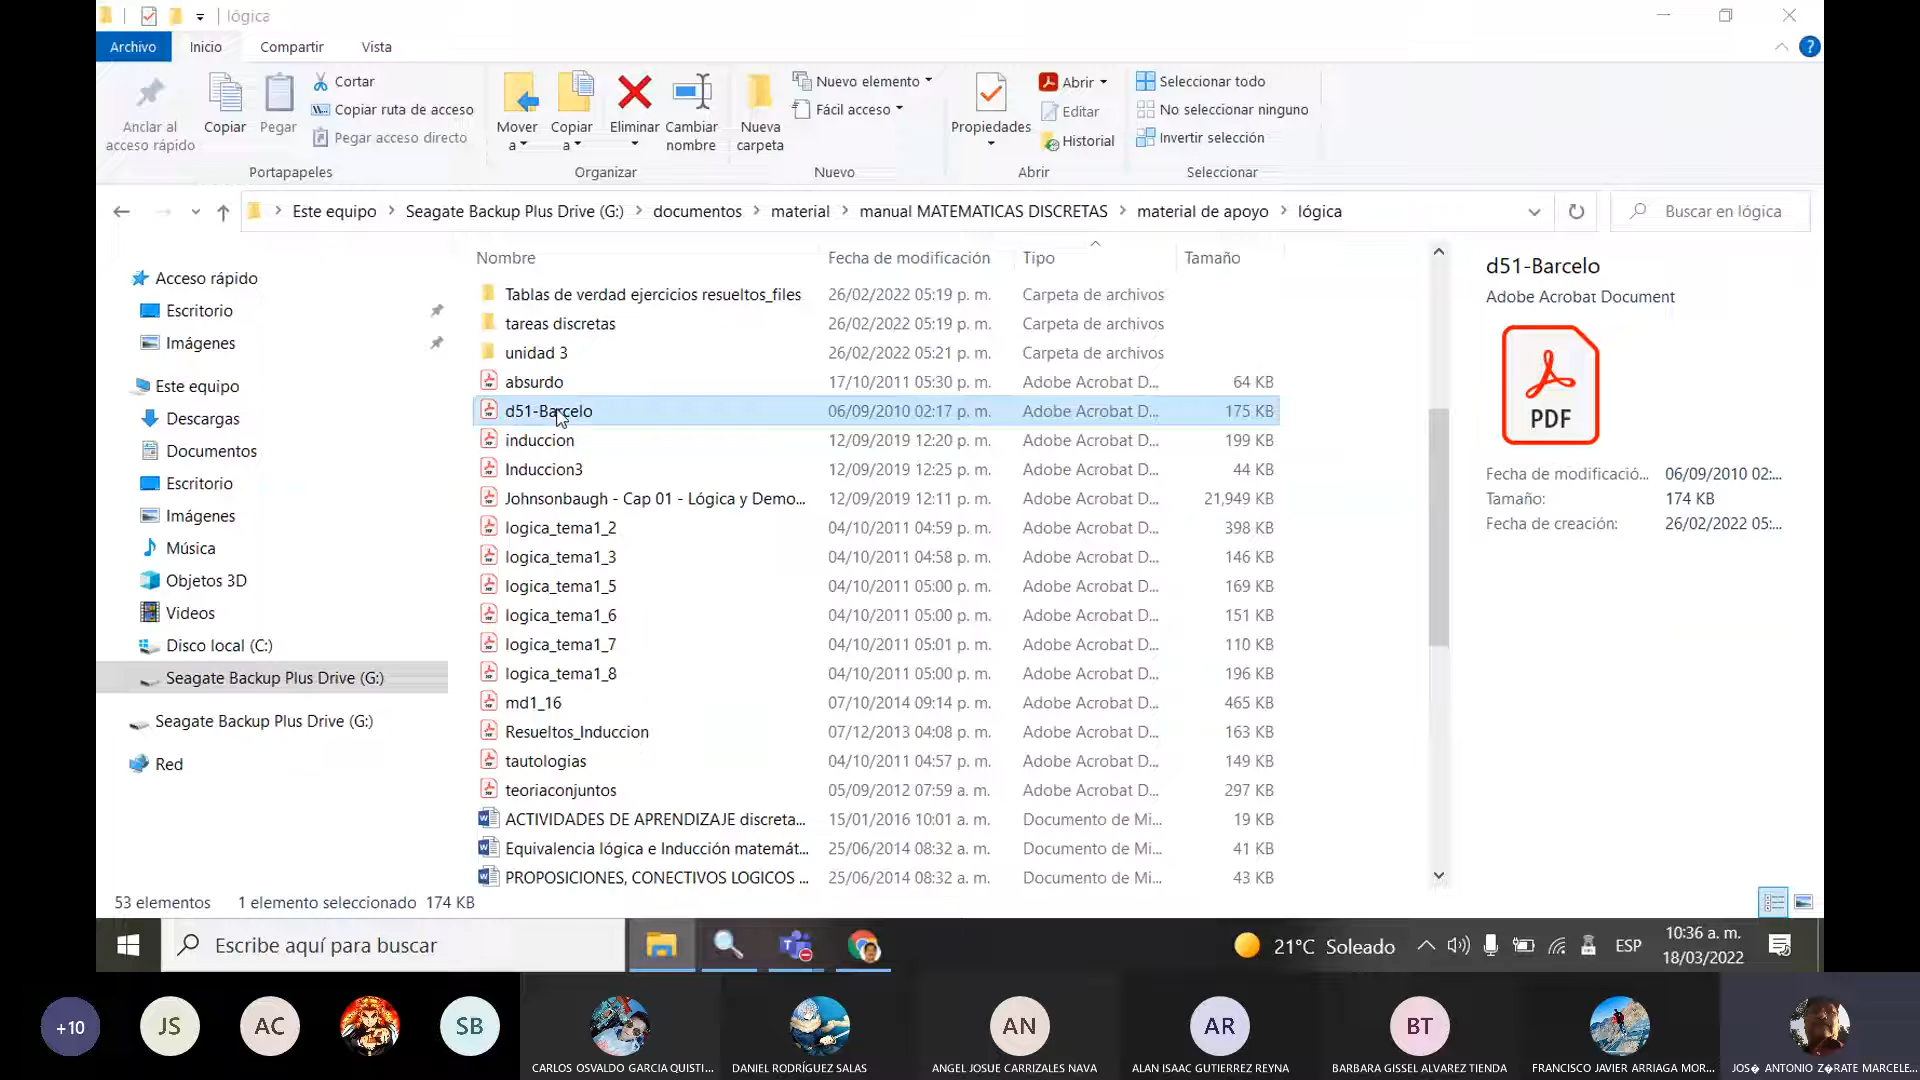 lógica
Archivo Inicio Compartir Vista
Anclar al acceso rápido
Copiar
Pegar
Cortar
Copiar ruta de acceso
Pegar acceso directo
Portapapeles
Mover a
Copiar a
Eliminar
Cambiar nombre
Organizar
Nueva carpeta
Nuevo elemento
Fácil acceso
Nuevo
Propiedades
Abrir
Editar
Historial
Abrir
Seleccionar todo
No seleccionar ninguno
Invertir selección
Seleccionar
Este equipo > Seagate Backup Plus Drive (G:) > documentos > material > manual MATEMATICAS DISCRETAS > material de apoyo > lógica
Buscar en lógica
Acceso rápido
Escritorio
Imágenes
Este equipo
Descargas
Documentos
Escritorio
Imágenes
Música
Objetos 3D
Videos
Disco local (C:)
Seagate Backup Plus Drive (G:)
Seagate Backup Plus Drive (G:)
Red
Nombre Fecha de modificación Tipo Tamaño
Tablas de verdad ejercicios resueltos_files 26/02/2022 05:19 p. m. Carpeta de archivos
tareas discretas 26/02/2022 05:19 p. m. Carpeta de archivos
unidad 3 26/02/2022 05:21 p. m. Carpeta de archivos
absurdo 17/10/2011 05:30 p. m. Adobe Acrobat D... 64 KB
d51-Barcelo 06/09/2010 02:17 p. m. Adobe Acrobat D... 175 KB
induccion 12/09/2019 12:20 p. m. Adobe Acrobat D... 199 KB
Induccion3 12/09/2019 12:25 p. m. Adobe Acrobat D... 44 KB
Johnsonbaugh - Cap 01 - Lógica y Demo... 12/09/2019 12:11 p. m. Adobe Acrobat D... 21,949 KB
logica_tema1_2 04/10/2011 04:59 p. m. Adobe Acrobat D... 398 KB
logica_tema1_3 04/10/2011 04:58 p. m. Adobe Acrobat D... 146 KB
logica_tema1_5 04/10/2011 05:00 p. m. Adobe Acrobat D... 169 KB
logica_tema1_6 04/10/2011 05:00 p. m. Adobe Acrobat D... 151 KB
logica_tema1_7 04/10/2011 05:01 p. m. Adobe Acrobat D... 110 KB
logica_tema1_8 04/10/2011 05:00 p. m. Adobe Acrobat D... 196 KB
md1_16 07/10/2014 09:14 p. m. Adobe Acrobat D... 465 KB
Resueltos_Induccion 07/12/2013 04:08 p. m. Adobe Acrobat D... 163 KB
tautologias 04/10/2011 04:57 p. m. Adobe Acrobat D... 149 KB
teoriaconjuntos 05/09/2012 07:59 a. m. Adobe Acrobat D... 297 KB
ACTIVIDADES DE APRENDIZAJE discreta... 15/01/2016 10:01 a. m. Documento de Mi... 19 KB
Equivalencia lógica e Inducción matemát... 25/06/2014 08:32 a. m. Documento de Mi... 41 KB
PROPOSICIONES, CONECTIVOS LOGICOS ... 25/06/2014 08:32 a. m. Documento de Mi... 43 KB
d51-Barcelo
Adobe Acrobat Document
PDF
Fecha de modificació... 06/09/2010 02:...
Tamaño: 174 KB
Fecha de creación: 26/02/2022 05:...
53 elementos 1 elemento seleccionado 174 KB
Escribe aquí para buscar
21°C Soleado
ESP
10:36 a. m.
18/03/2022
+10
JS
AC
SB
AN
AR
BT
CARLOS OSVALDO GARCIA QUISTI...
DANIEL RODRÍGUEZ SALAS
ANGEL JOSUE CARRIZALES NAVA
ALAN ISAAC GUTIERREZ REYNA
BARBARA GISSEL ALVAREZ TIENDA
FRANCISCO JAVIER ARRIAGA MOR...
JOS� ANTONIO Z�RATE MARCELE...